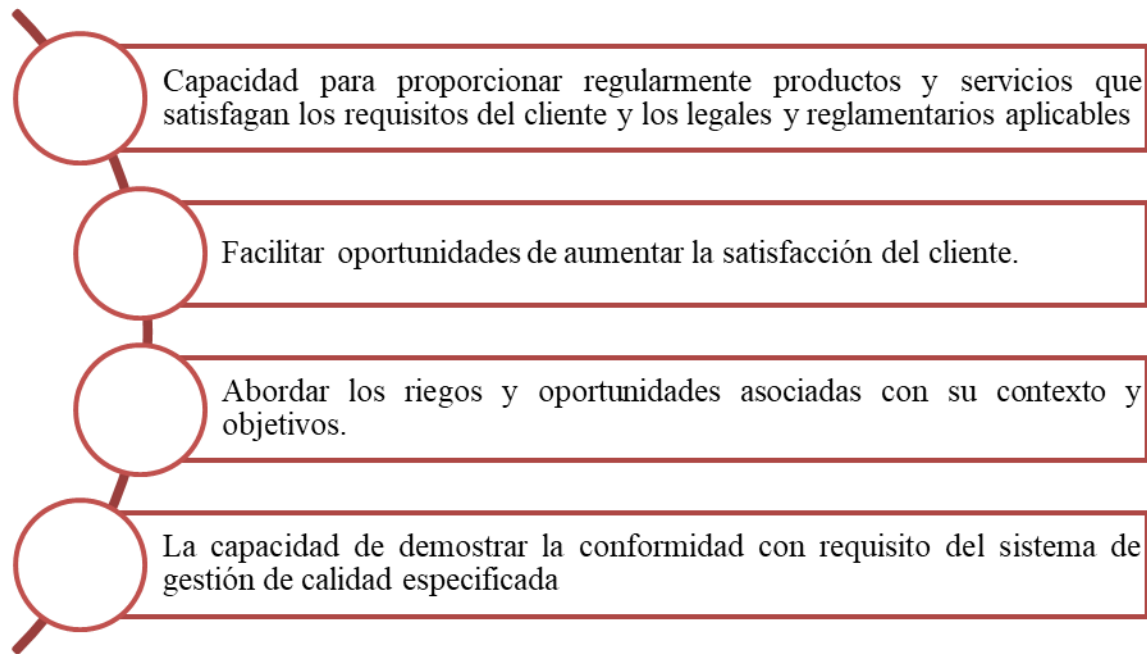 Capacidad para proporcionar regularmente productos y servicios que
satisfagan los requisitos del cliente y los legales y reglamentarios aplicables
Facilitar oportunidades de aumentar la satisfacción del cliente.
Abordar los riegos y oportunidades asociadas con su contexto y
objetivos.
La capacidad de demostrar la conformidad con requisito del sistema de
gestión de calidad especificada